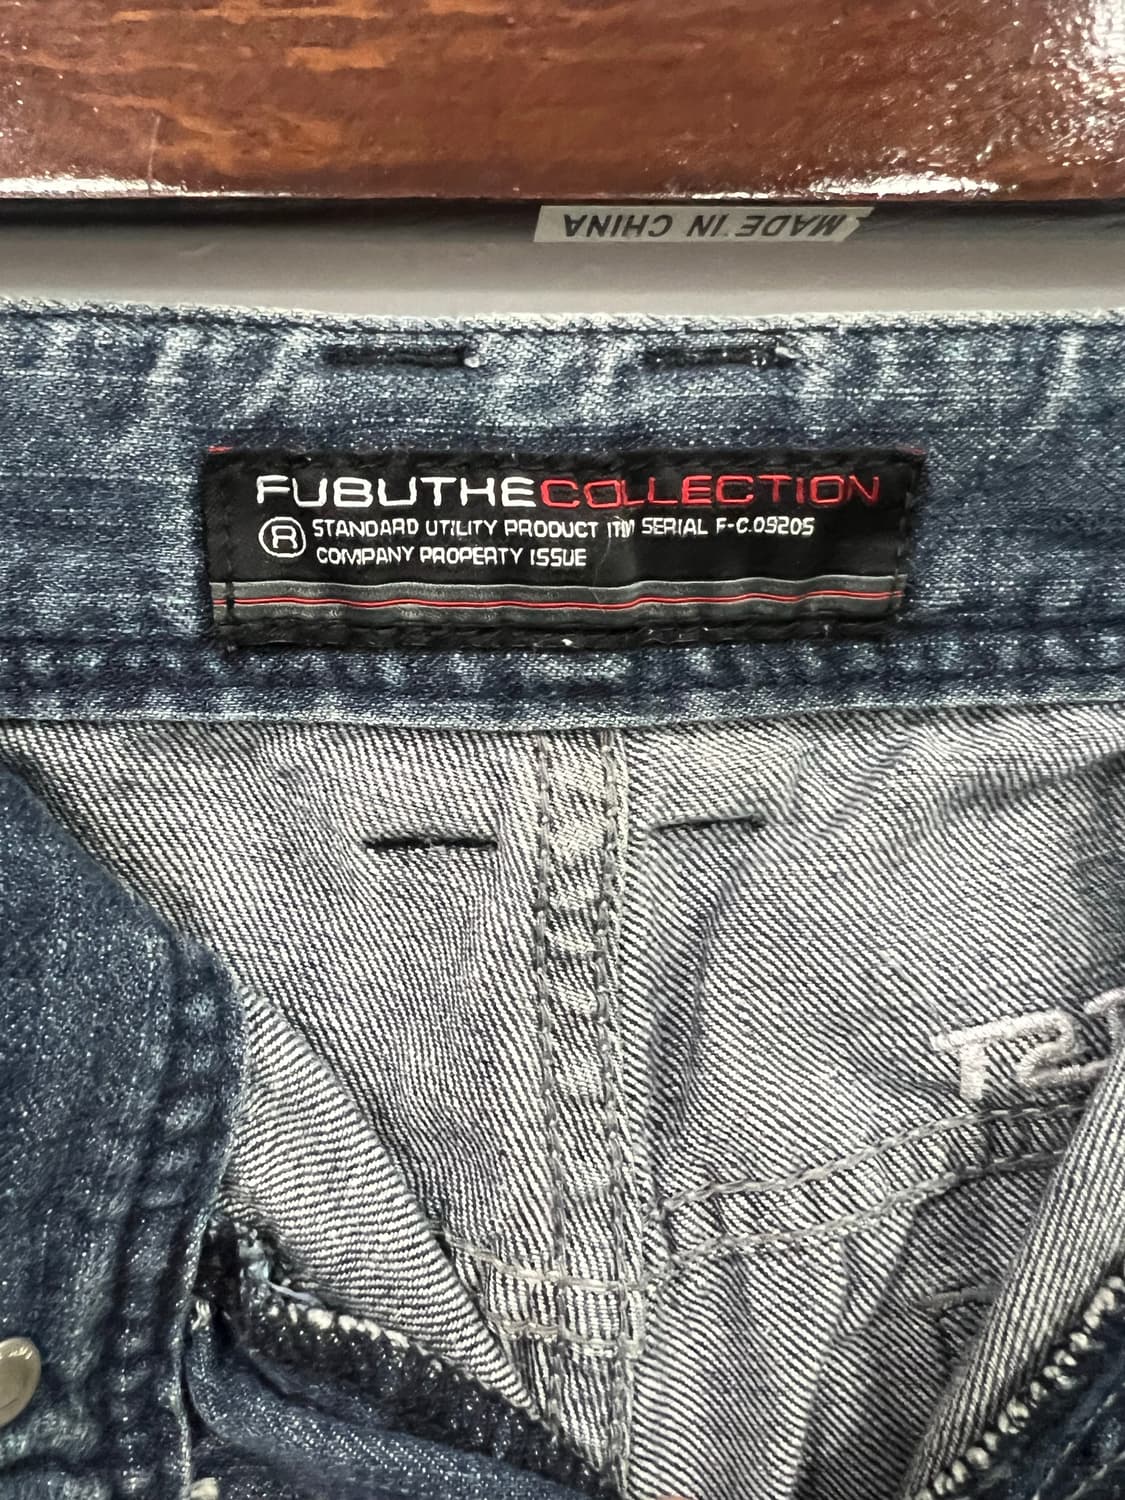 MADE IN CHINA
FUBUTHECOLLECTION
® STANDARD UTILITY PRODUCT ITM SERIAL F-C.09205
COMPANY PROPERTY ISSUE